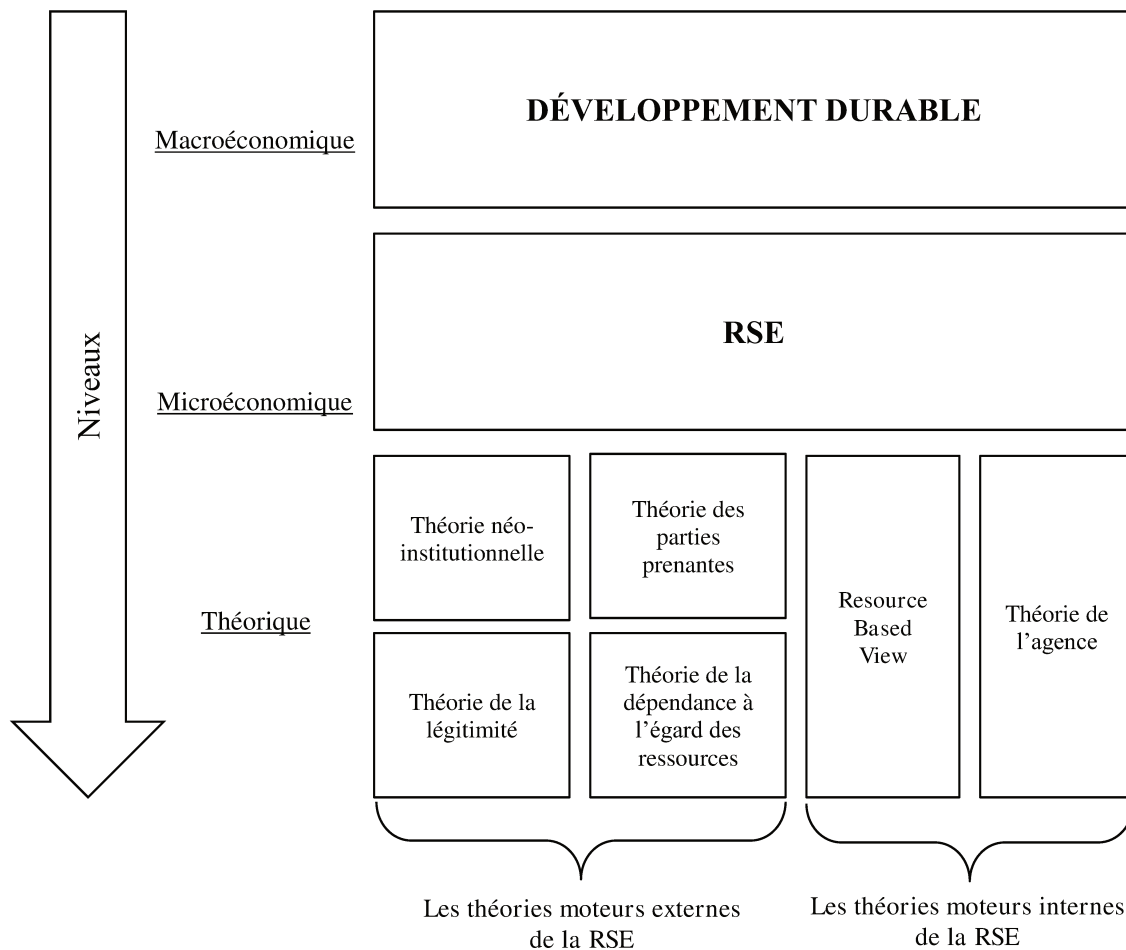 DÉVELOPPEMENT DURABLE
Macroéconomique
RSE
Niveaux
Microéconomique
Théorie néo-
institutionnelle
Théorie des
parties
prenantes
Resource
Based
View
Théorie de
l’agence
Théorique
Théorie de la
légitimité
Théorie de la
dépendance à
l’égard des
ressources
Les théories moteurs externes
de la RSE
Les théories moteurs internes
de la RSE